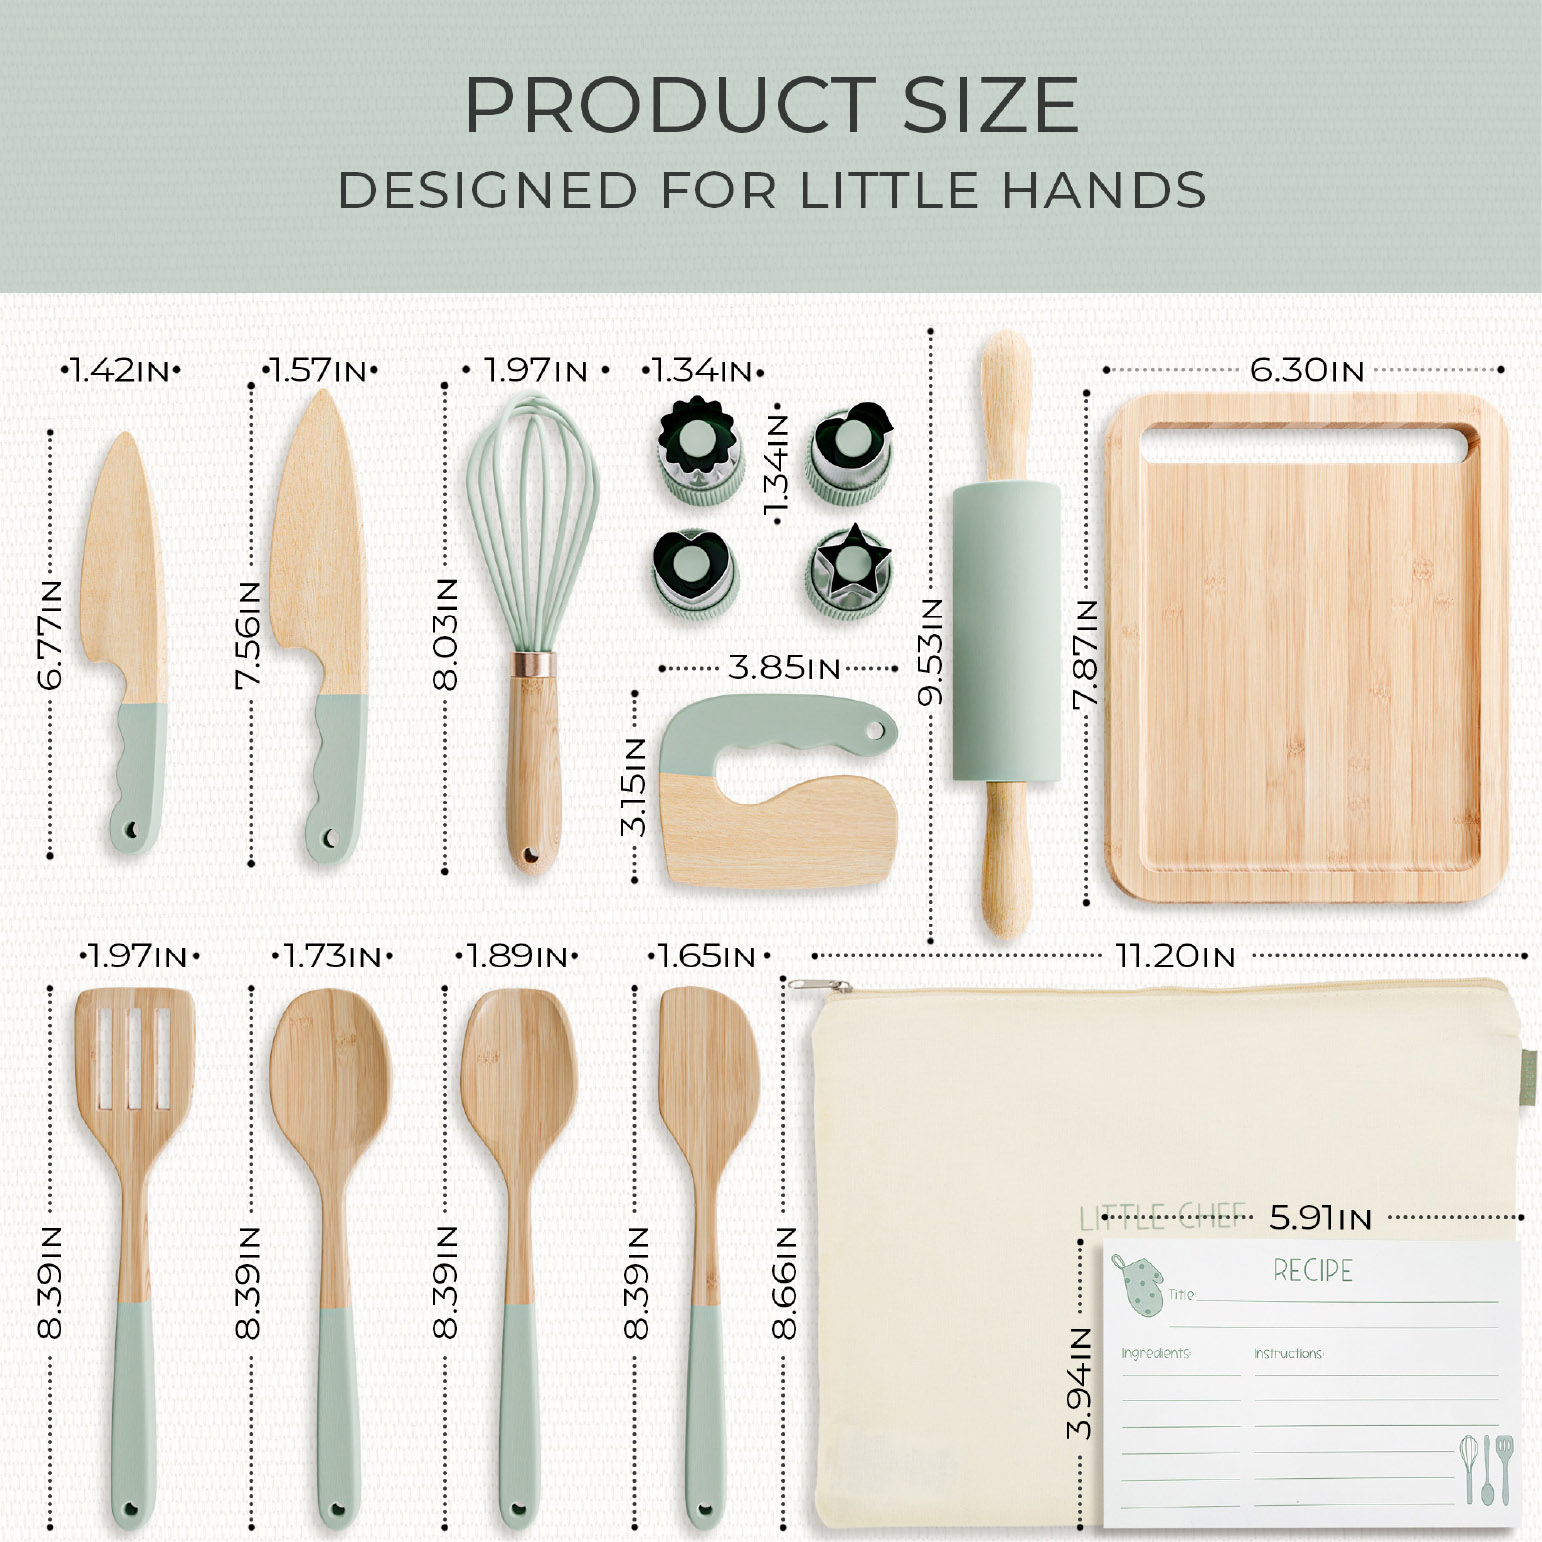 PRODUCT SIZE
DESIGNED FOR LITTLE HANDS
1.42IN
1.57IN
1.97IN
1.34IN
6.30IN
1.34IN
6.77IN
7.56IN
8.03IN
9.53IN
7.87IN
3.85IN
3.15IN
1.97IN
1.73IN
1.89IN
1.65IN
11.20IN
8.39IN
8.39IN
8.39IN
8.39IN
8.66IN
LITTLE CHEF
5.91IN
3.94IN
RECIPE
Title:
Ingredients:
Instructions: